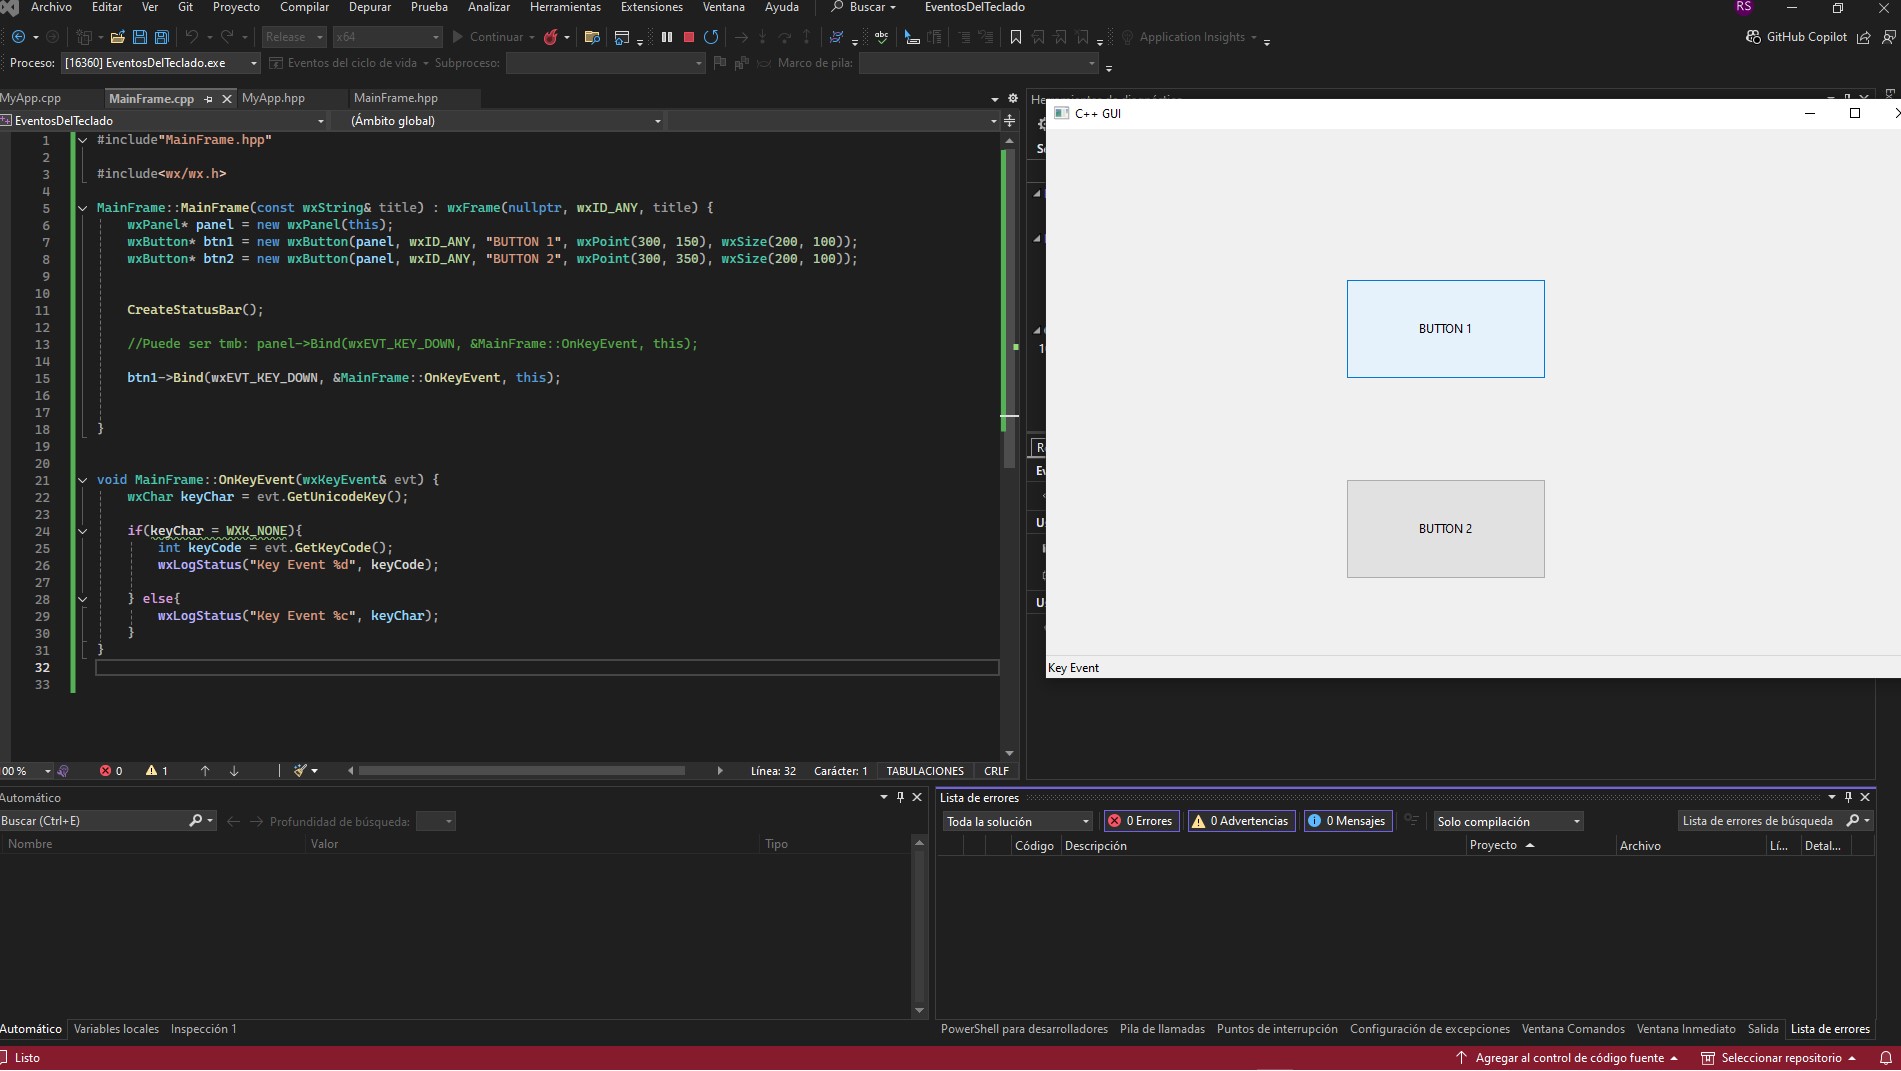 Archivo Editar Ver Git Proyecto Compilar Depurar Prueba Analizar Herramientas Extensiones Ventana Ayuda Buscar EventosDelTeclado RS
Release x64 Continuar Application Insights GitHub Copilot
Proceso: [16360] EventosDelTeclado.exe Eventos del ciclo de vida Subproceso: Marco de pila:
MyApp.cpp MainFrame.cpp MyApp.hpp MainFrame.hpp
EventosDelTeclado (Ámbito global)
1 #include"MainFrame.hpp"
2
3 #include<wx/wx.h>
4
5 MainFrame::MainFrame(const wxString& title) : wxFrame(nullptr, wxID_ANY, title) {
6 wxPanel* panel = new wxPanel(this);
7 wxButton* btn1 = new wxButton(panel, wxID_ANY, "BUTTON 1", wxPoint(300, 150), wxSize(200, 100));
8 wxButton* btn2 = new wxButton(panel, wxID_ANY, "BUTTON 2", wxPoint(300, 350), wxSize(200, 100));
9
10
11 CreateStatusBar();
12
13 //Puede ser tmb: panel->Bind(wxEVT_KEY_DOWN, &MainFrame::OnKeyEvent, this);
14
15 btn1->Bind(wxEVT_KEY_DOWN, &MainFrame::OnKeyEvent, this);
16
17
18 }
19
20
21 void MainFrame::OnKeyEvent(wxKeyEvent& evt) {
22 wxChar keyChar = evt.GetUnicodeKey();
23
24 if(keyChar = WXK_NONE){
25 int keyCode = evt.GetKeyCode();
26 wxLogStatus("Key Event %d", keyCode);
27
28 } else{
29 wxLogStatus("Key Event %c", keyChar);
30 }
31 }
32
33
C++ GUI
BUTTON 1
BUTTON 2
Key Event
00 % 0 1 Línea: 32 Carácter: 1 TABULACIONES CRLF
Automático
Buscar (Ctrl+E) Profundidad de búsqueda:
Nombre Valor Tipo
Lista de errores
Toda la solución 0 Errores 0 Advertencias 0 Mensajes Solo compilación Lista de errores de búsqueda
Código Descripción Proyecto Archivo Lí... Detal...
Automático Variables locales Inspección 1
PowerShell para desarrolladores Pila de llamadas Puntos de interrupción Configuración de excepciones Ventana Comandos Ventana Inmediato Salida Lista de errores
Listo Agregar al control de código fuente Seleccionar repositorio